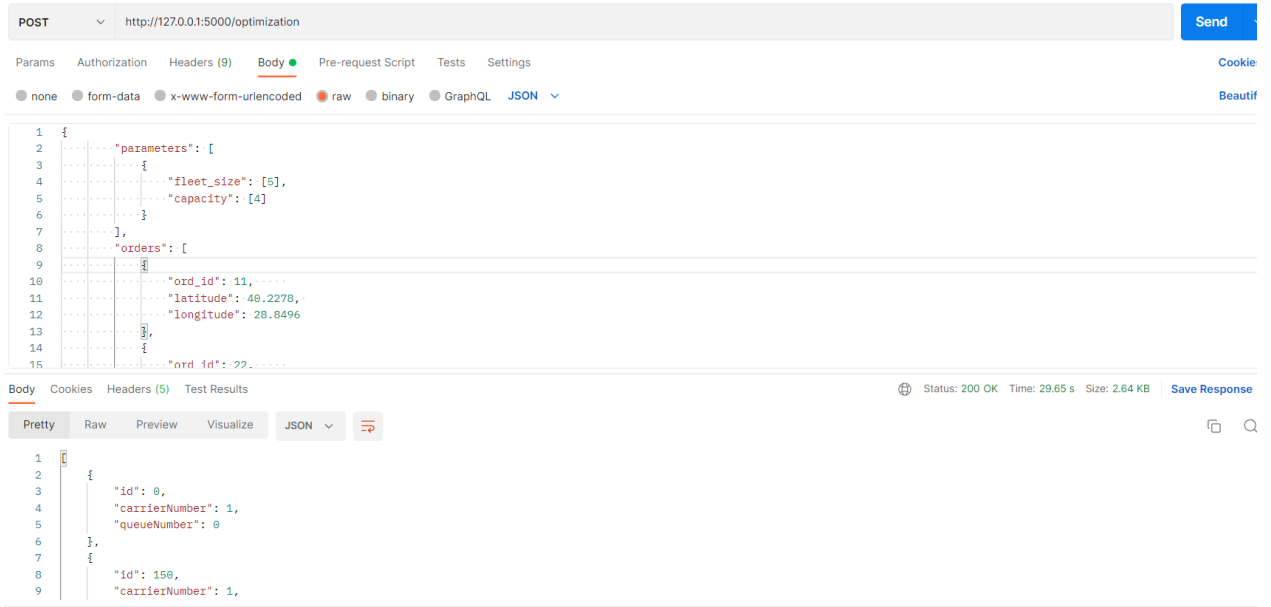 POST http://127.0.0.1:5000/optimization Send
Params Authorization Headers (9) Body Pre-request Script Tests Settings Cookie
none form-data x-www-form-urlencoded raw binary GraphQL JSON Beautif
1 {
2 "parameters": [
3 {
4 "fleet_size": [5],
5 "capacity": [4]
6 }
7 ],
8 "orders": [
9 {
10 "ord_id": 11,
11 "latitude": 40.2278,
12 "longitude": 28.8496
13 },
14 {
15 "ord_id": 22,
Body Cookies Headers (5) Test Results Status: 200 OK Time: 29.65 s Size: 2.64 KB Save Response
Pretty Raw Preview Visualize JSON
1 [
2 {
3 "id": 0,
4 "carrierNumber": 1,
5 "queueNumber": 0
6 },
7 {
8 "id": 150,
9 "carrierNumber": 1,